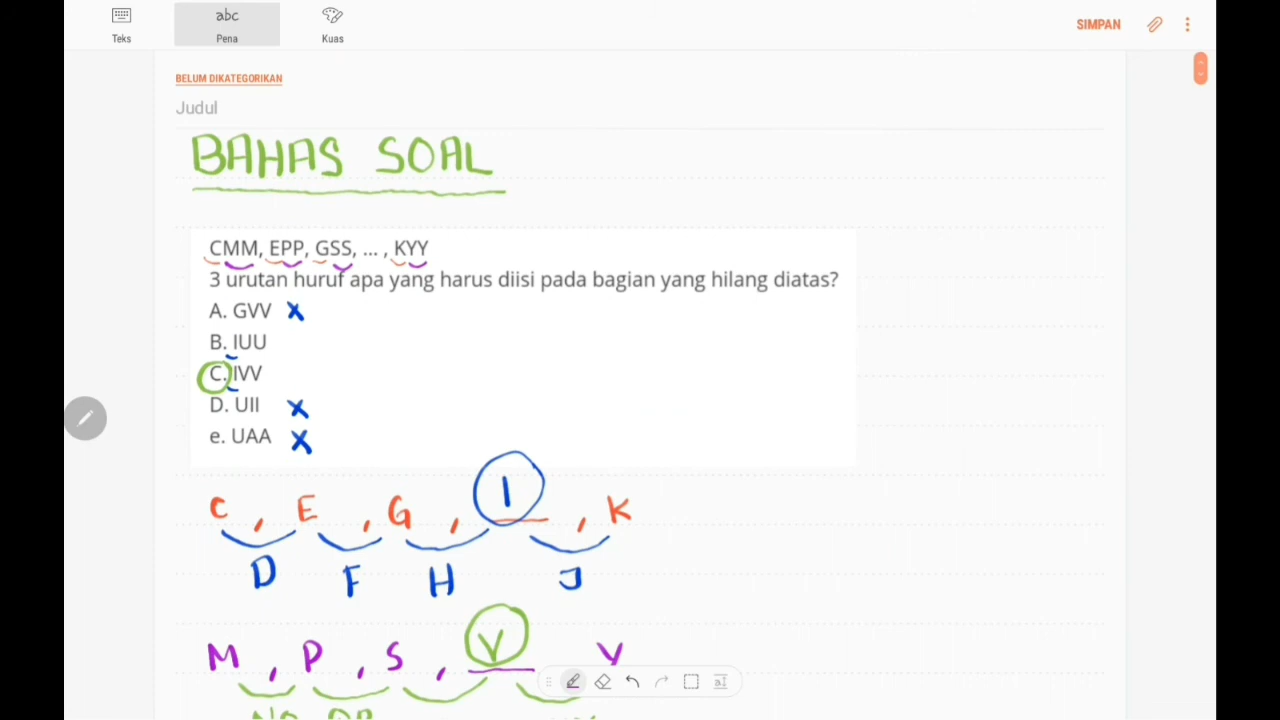 abc
Teks Pena Kuas SIMPAN
BELUM DIKATEGORIKAN
Judul
BAHAS SOAL
CMM, EPP, GSS, ... , KYY
3 urutan huruf apa yang harus diisi pada bagian yang hilang diatas?
A. GVV x
B. IUU
C. IVV
D. UII x
e. UAA x
C , E , G , I , K
D F H J
M , P , S , V Y